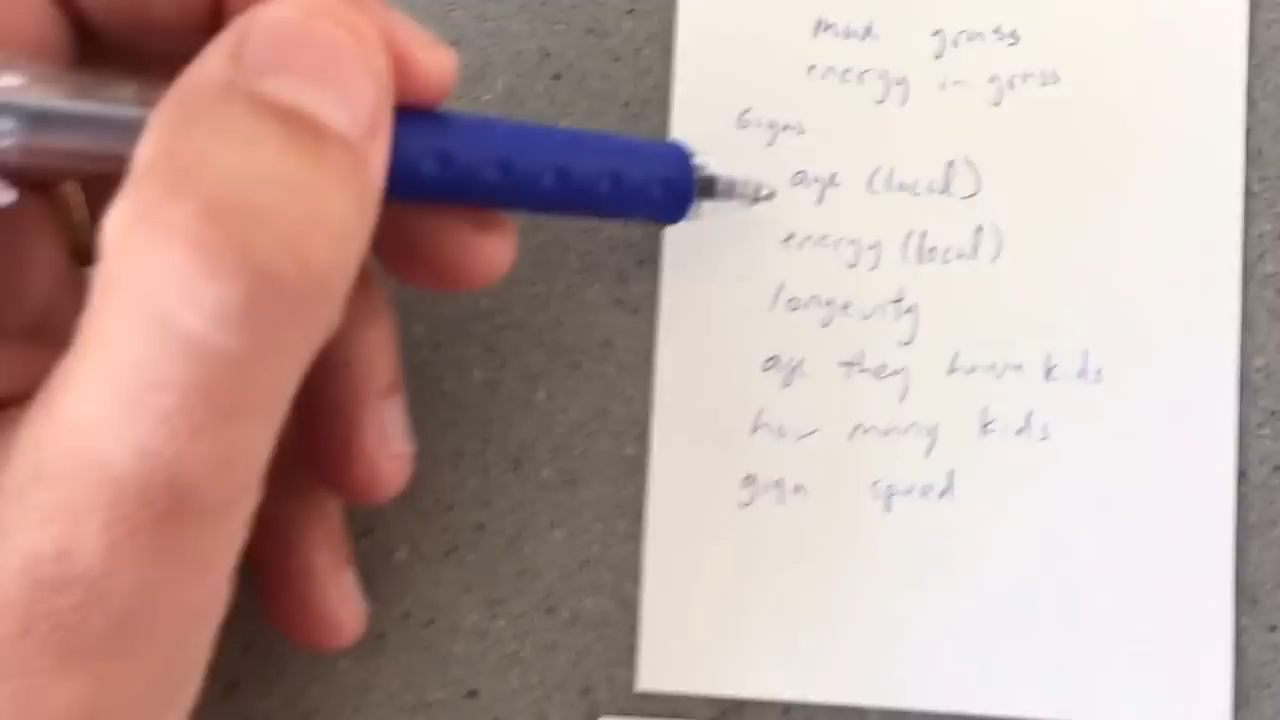 max grass
energy in grass
Gigas
age (local)
energy (local)
longevity
age they have kids
how many kids
giga speed